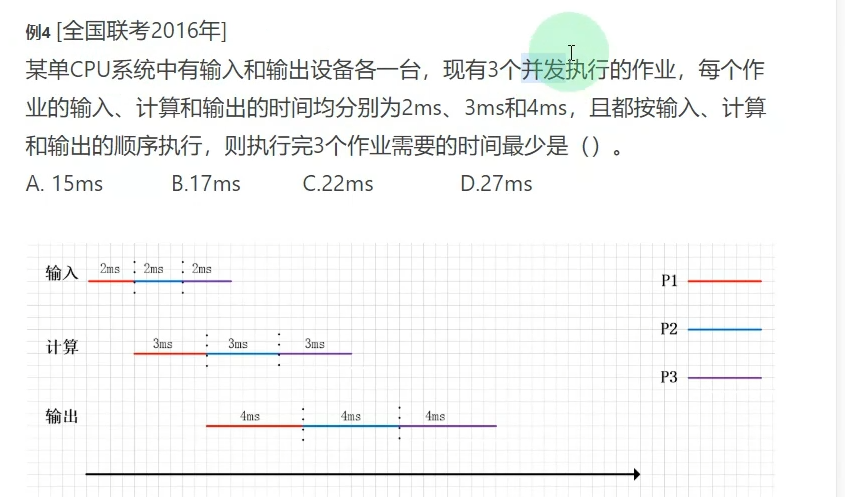 例4 [全国联考2016年]
某单CPU系统中有输入和输出设备各一台，现有3个并发执行的作业，每个作
业的输入、计算和输出的时间均分别为2ms、3ms和4ms，且都按输入、计算
和输出的顺序执行，则执行完3个作业需要的时间最少是（）。
A. 15ms B.17ms C.22ms D.27ms
输入 2ms 2ms 2ms P1
P2
计算 3ms 3ms 3ms
P3
输出 4ms 4ms 4ms